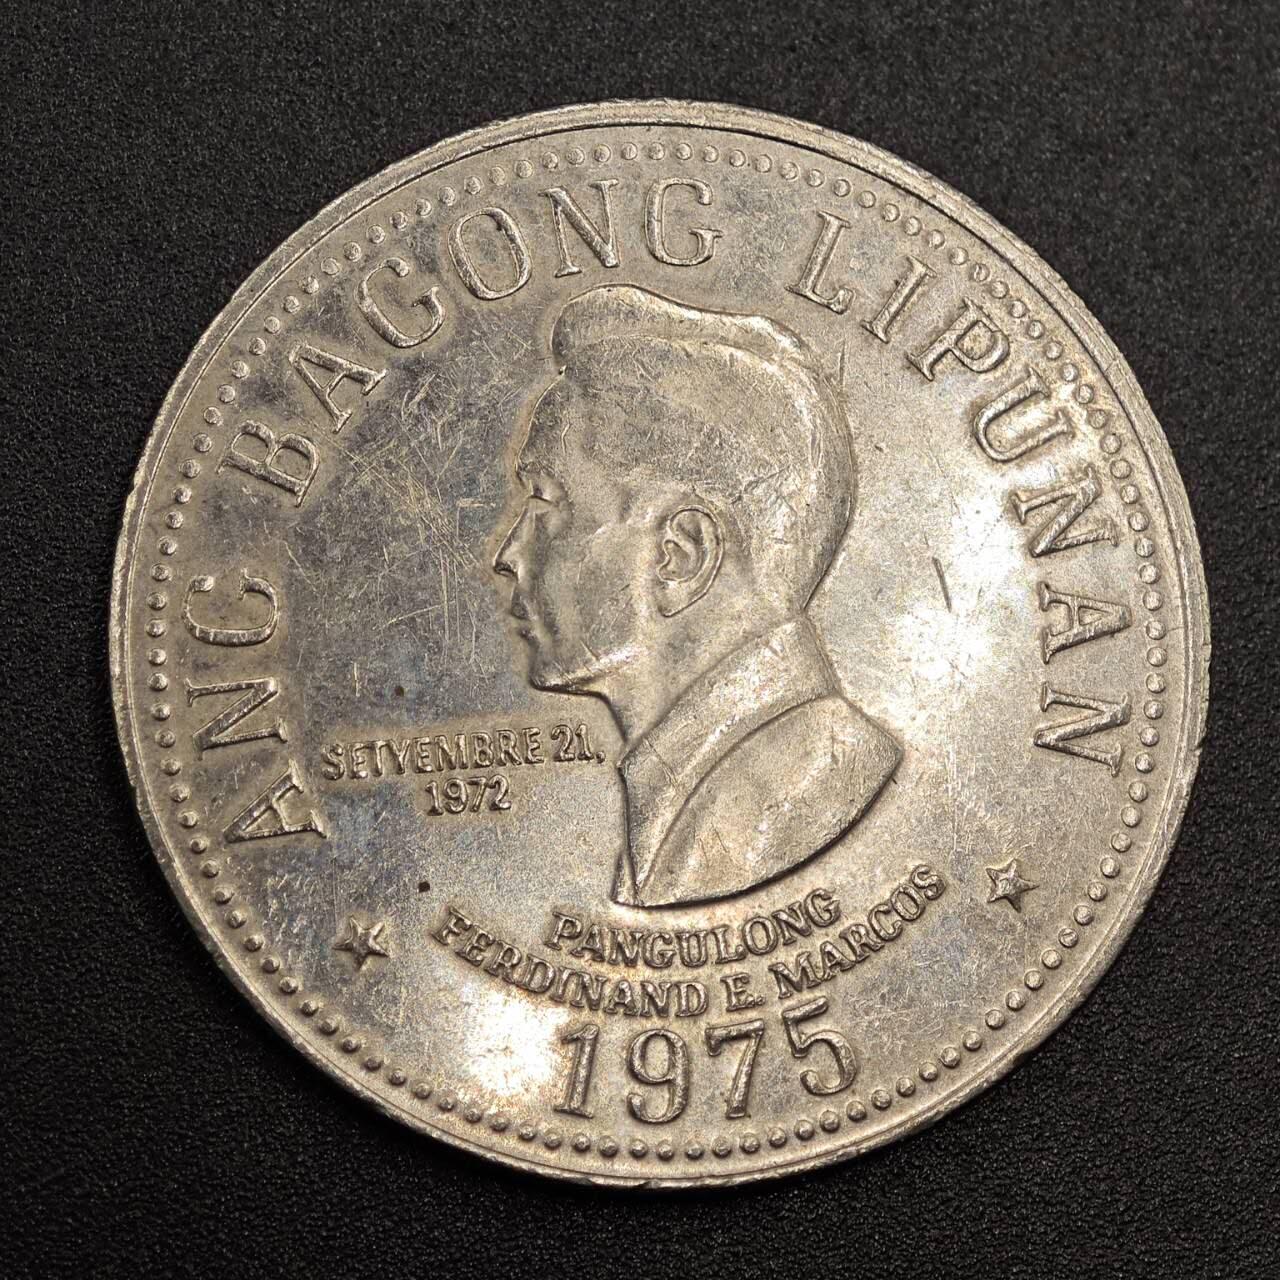 ANG BAGONG LIPUNAN
SETYEMBRE 21,
1972
PANGULONG
FERDINAND E. MARCOS
1975